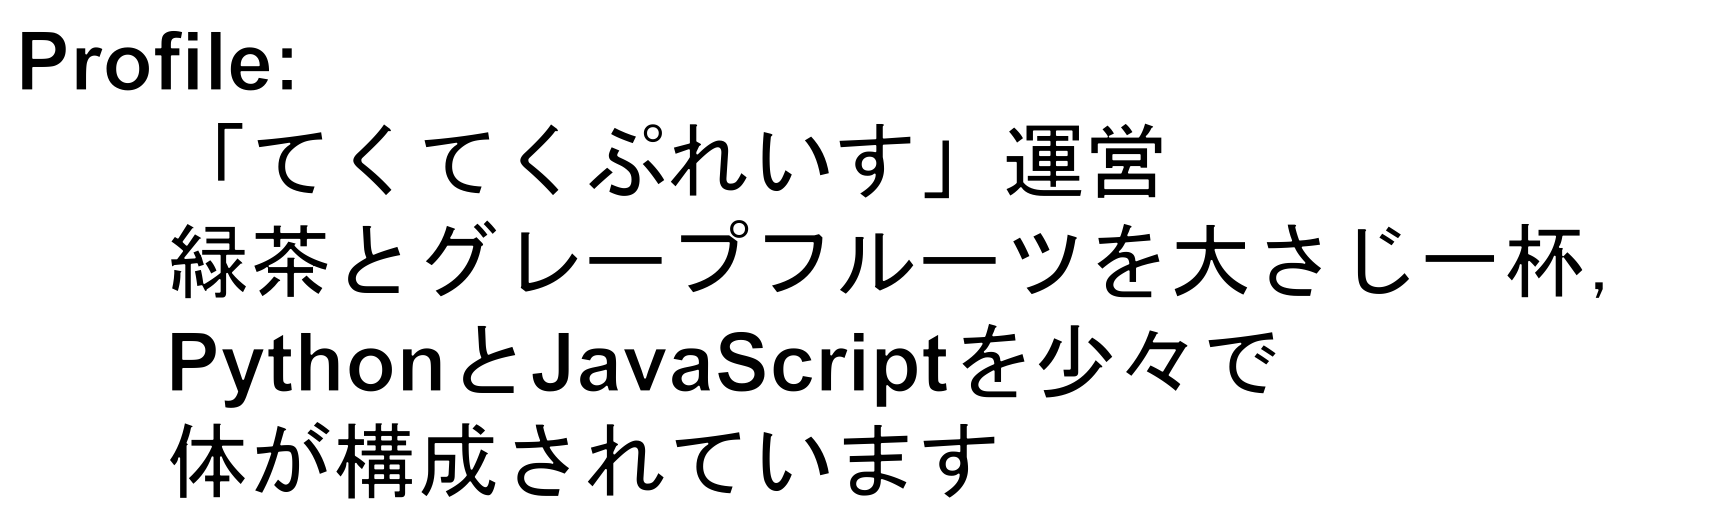 Profile:
「てくてくぷれいす」運営
緑茶とグレープフルーツを大さじ一杯,
PythonとJavaScriptを少々で
体が構成されています